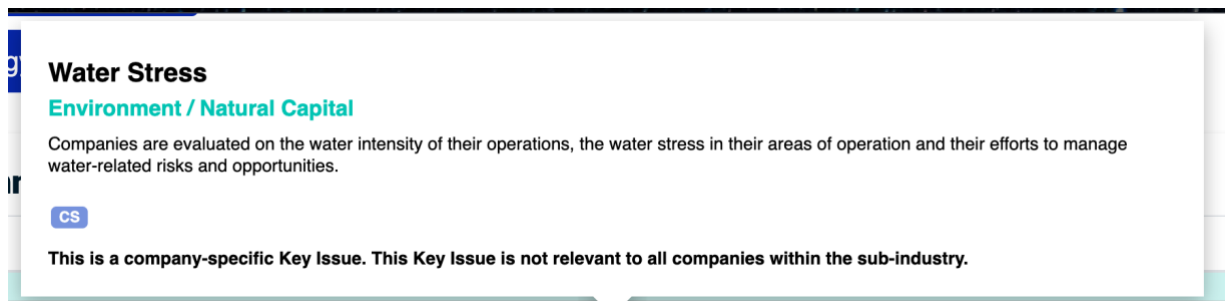 Water Stress
Environment / Natural Capital
Companies are evaluated on the water intensity of their operations, the water stress in their areas of operation and their efforts to manage
water-related risks and opportunities.
CS
This is a company-specific Key Issue. This Key Issue is not relevant to all companies within the sub-industry.